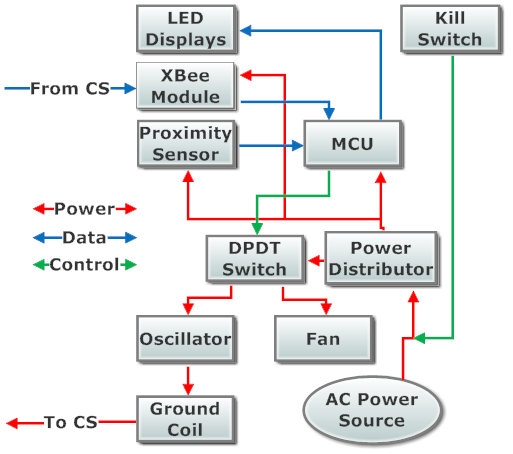 LED
Displays
Kill
Switch
From CS
XBee
Module
Proximity
Sensor
MCU
Power
Data
Control
DPDT
Switch
Power
Distributor
Oscillator
Fan
AC Power
Source
To CS
Ground
Coil